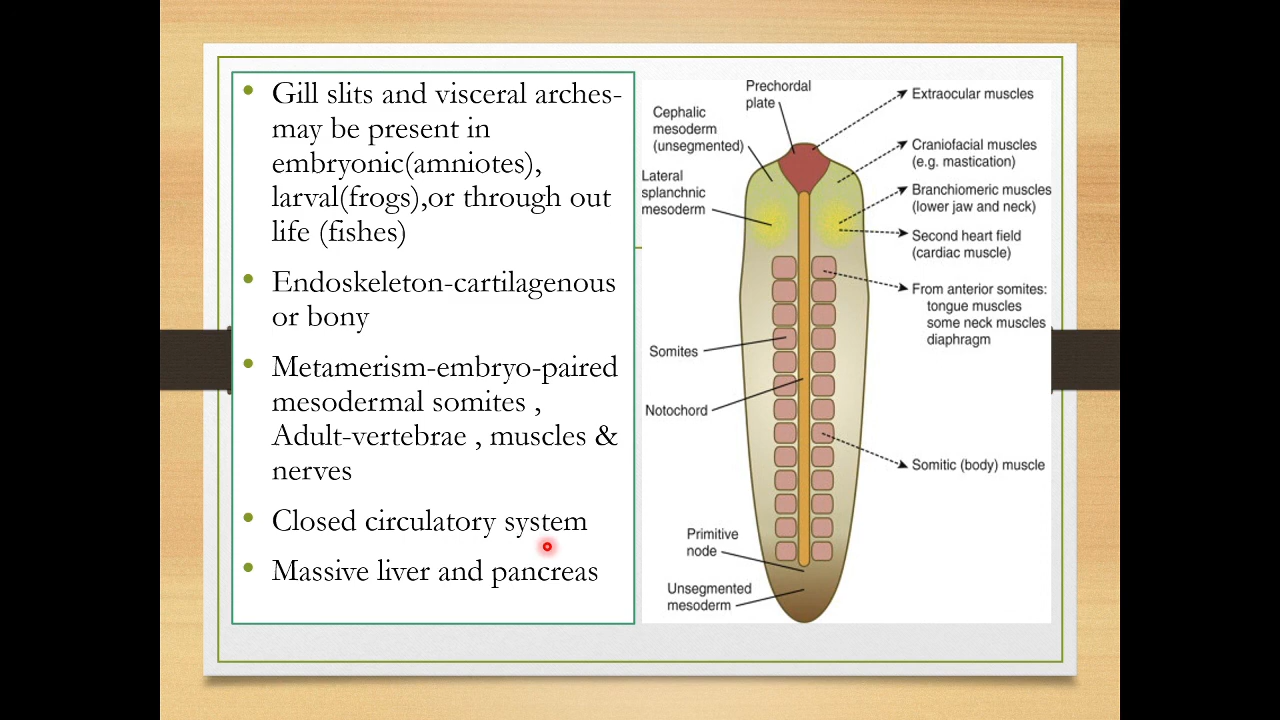 Gill slits and visceral arches-
may be present in
embryonic(amniotes),
larval(frogs),or through out
life (fishes)
Endoskeleton-cartilagenous
or bony
Metamerism-embryo-paired
mesodermal somites ,
Adult-vertebrae , muscles &
nerves
Closed circulatory system
Massive liver and pancreas
Prechordal
plate
Cephalic
mesoderm
(unsegmented)
Lateral
splanchnic
mesoderm
Somites
Notochord
Primitive
node
Unsegmented
mesoderm
Extraocular muscles
Craniofacial muscles
(e.g. mastication)
Branchiomeric muscles
(lower jaw and neck)
Second heart field
(cardiac muscle)
From anterior somites:
tongue muscles
some neck muscles
diaphragm
Somitic (body) muscle